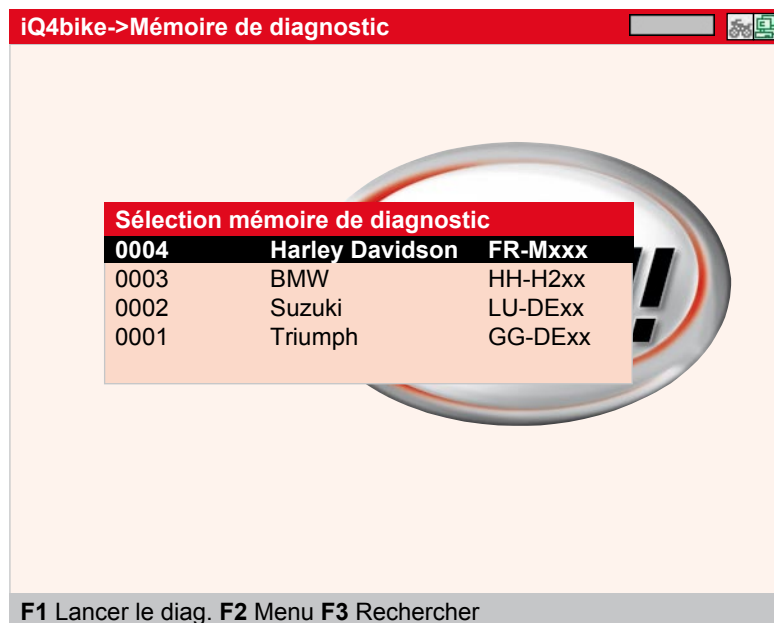 iQ4bike->Mémoire de diagnostic
Sélection mémoire de diagnostic
0004 Harley Davidson FR-Mxxx
0003 BMW HH-H2xx
0002 Suzuki LU-DExx
0001 Triumph GG-DExx
F1 Lancer le diag. F2 Menu F3 Rechercher